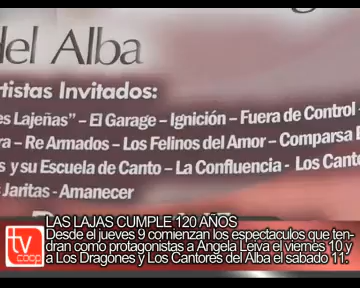 del Alba
Artistas Invitados:
es Lajeñas" – El Garage – Ignición – Fuera de Control -
ra – Re Armados – Los Felinos del Amor – Comparsa E
s y su Escuela de Canto – La Confluencia - Los Canto
s Jaritas - Amanecer
LAS LAJAS CUMPLE 120 AÑOS
Desde el jueves 9 comienzan los espectaculos que ten-
dran como protagonistas a Angela Leiva el viernes 10 y
a Los Dragones y Los Cantores del Alba el sabado 11.
tv
coop